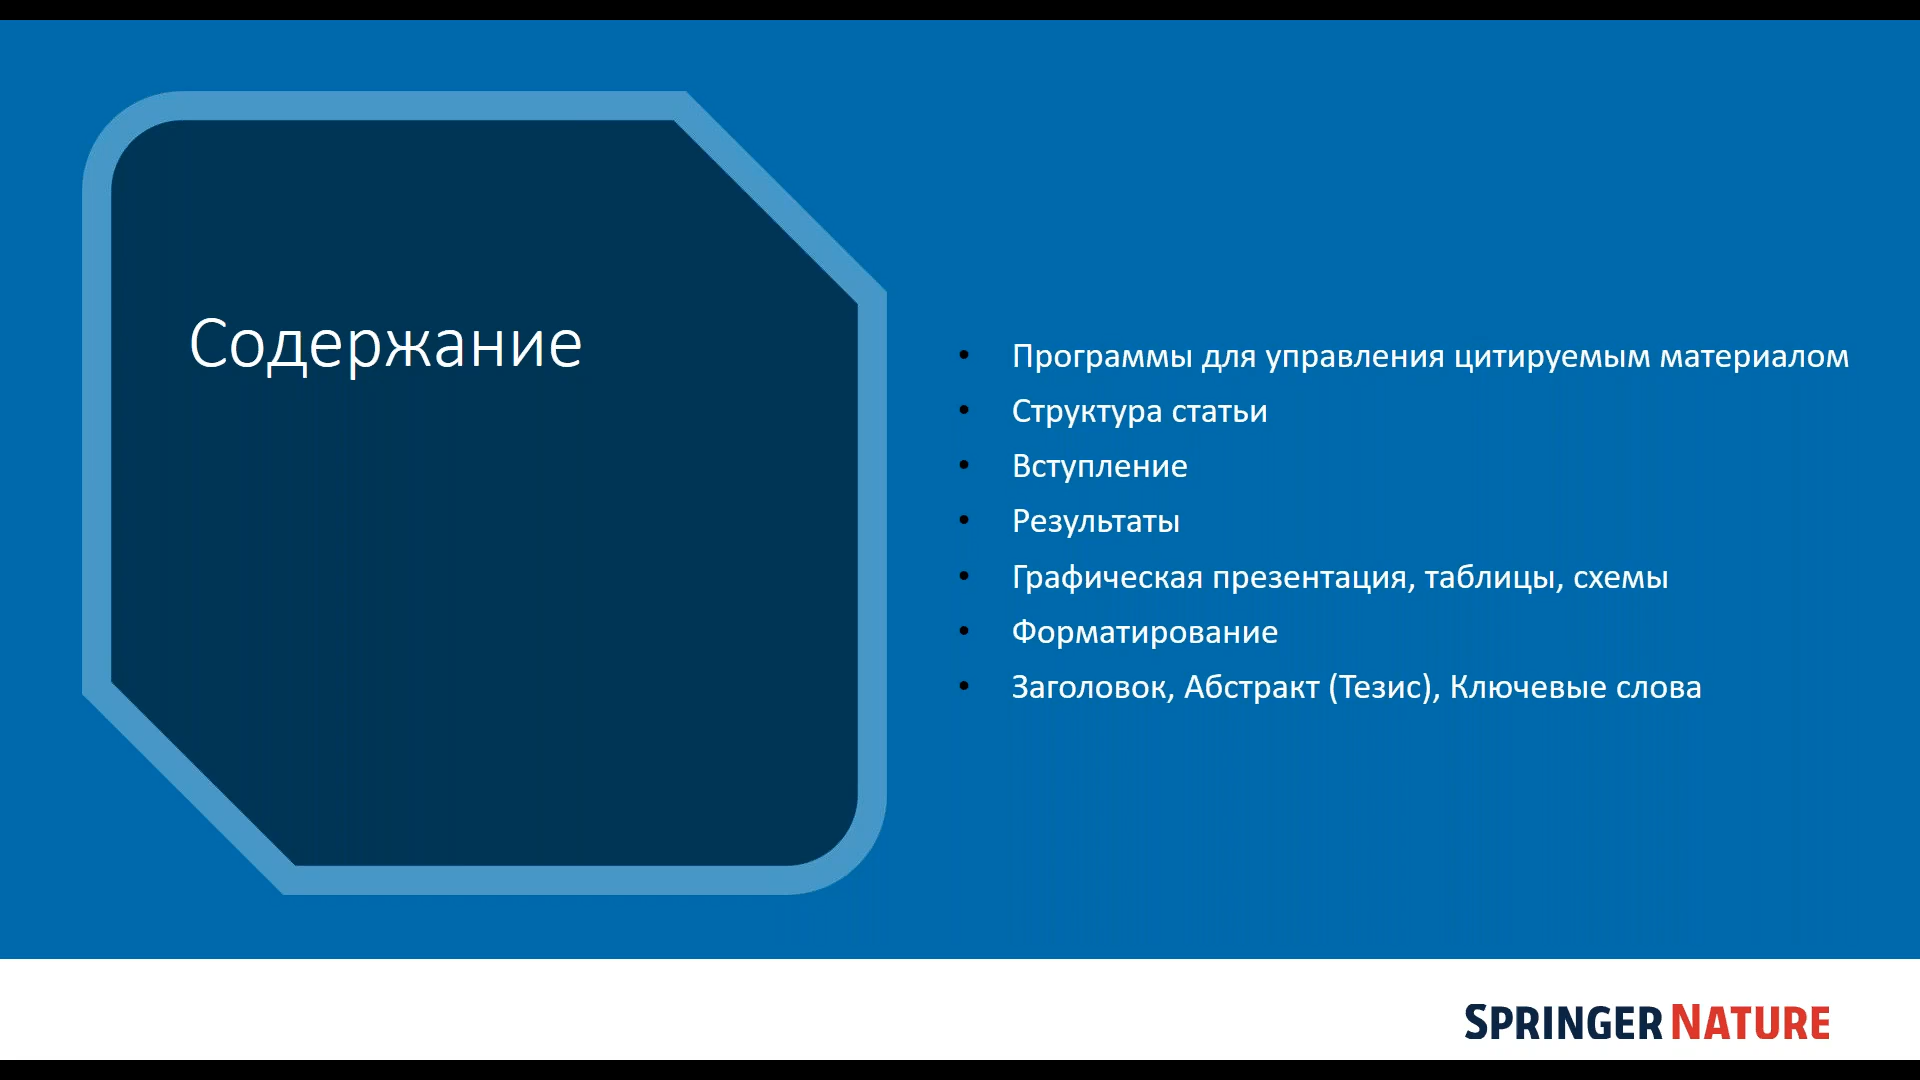 Содержание
• Программы для управления цитируемым материалом
• Структура статьи
• Вступление
• Результаты
• Графическая презентация, таблицы, схемы
• Форматирование
• Заголовок, Абстракт (Тезис), Ключевые слова
SPRINGER NATURE